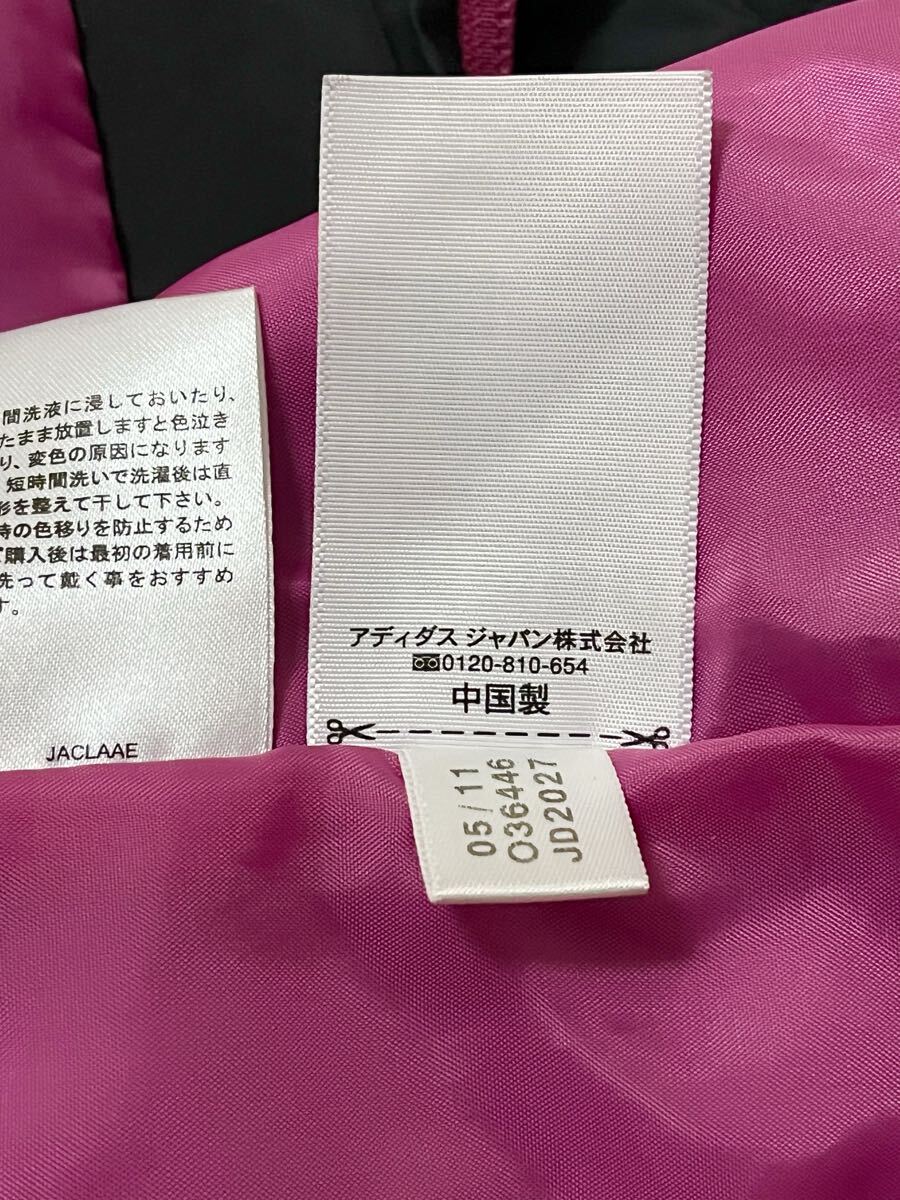 間洗液に浸しておいたり、
たまま放置しますと色泣き
り、変色の原因になります
短時間洗いで洗濯後は直
形を整えて干して下さい。
時の色移りを防止するため
購入後は最初の着用前に
洗って戴く事をおすすめ
す。
JACLAAE
アディダス ジャパン株式会社
0120-810-654
中国製
05/11
O36446
JD2027